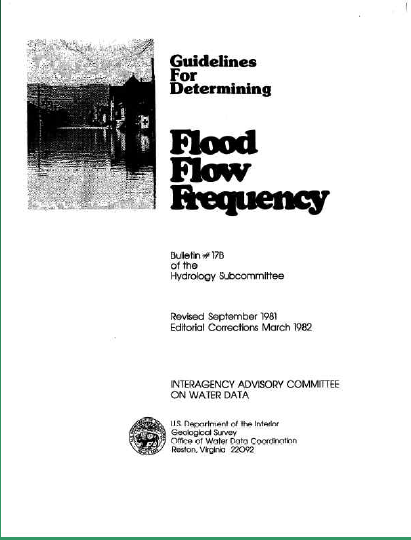 Guidelines
For
Determining
Flood
Flow
Frequency
Bulletin # 17B
of the
Hydrology Subcommittee
Revised September 1981
Editorial Corrections March 1982
INTERAGENCY ADVISORY COMMITTEE
ON WATER DATA
U.S. Department of the Interior
Geological Survey
Office of Water Data Coordination
Reston, Virginia 22092